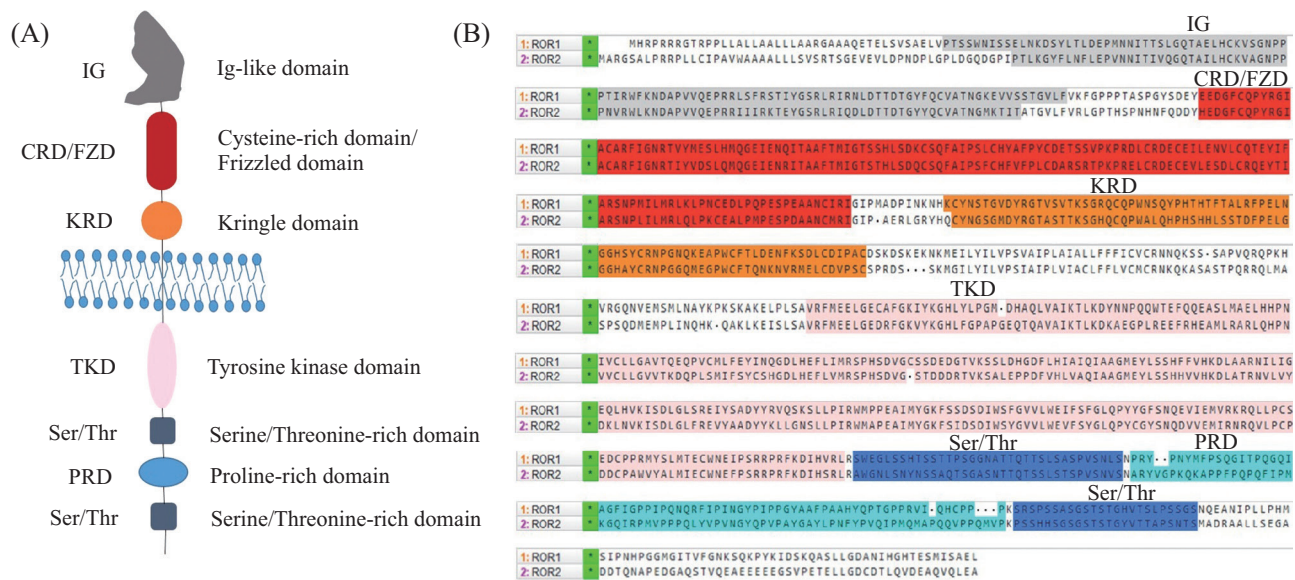 (A)
IG Ig-like domain
CRD/FZD Cysteine-rich domain/
Frizzled domain
KRD Kringle domain
TKD Tyrosine kinase domain
Ser/Thr Serine/Threonine-rich domain
PRD Proline-rich domain
Ser/Thr Serine/Threonine-rich domain
(B)
IG
1: ROR1 * MHRPRRRGTRPPLLALLAALLLAARGAAAQETELSVSAELVPTSSWNISSELNKDSYLTLDEPMNNITTSLGQTAELHCKVSGNPP
2: ROR2 * MARGSALPRRPLLCIPAVWAAAALLLSVSRTSGEVEVLDPNDPLGPLDGQDGPIPTLKGYFLNFLEPVNNITIVQGQTAILHCKVAGNPP
CRD/FZD
1: ROR1 * PTIRWFKNDAPVVQEPRRLSFRSTIYGSRLRIRNLDTTDTGYFQCVATNGKEVVSSTGVLFVKFGPPPTASPGYSDEYEEDGFCQPYRGI
2: ROR2 * PNVRWLKNDAPVVQEPRRIIIRKTEYGSRLRIQDLDTTDTGYYQCVATNGMKTITATGVLFVRLGPTHSPNHNFQDDYHEDGFCQPYRGI
1: ROR1 * ACARFIGNRTVYMESLHMQGEIENQITAAFTMIGTSSHLSDKCSQFAIPSLCHYAFPYCDETSSVPKPRDLCRDECEILENVLCQTEYIF
2: ROR2 * ACARFIGNRTIYVDSLQMQGEIENRITAAFTMIGTSTHLSDQCSQFAIPSFCHFVFPLCDARSRTPKPRELCRDECEVLESDLCRQEYTI
KRD
1: ROR1 * ARSNPMILMRLKLPNCEDLPQPESPEAANCIRIGIPMADPINKNHKCYNSTGVDYRGTVSVTKSGRQCQPWNSQYPHTHTFTALRFPELN
2: ROR2 * ARSNPLILMRLQLPKCEALPMPESPDAANCMRIGIP·AERLGRYHQCYNGSGMDYRGTASTTKSGHQCQPWALQHPHSHHLSSTDFPELG
1: ROR1 * GGHSYCRNPGNQKEAPWCFTLDENFKSDLCDIPACDSKDSKEKNKMEILYILVPSVAIPLAIALLFFFICVCRNNQKSS·SAPVQRQPKH
2: ROR2 * GGHAYCRNPGGQMEGPWCFTQNKNVRMELCDVPSCSPRDS···SKMGILYILVPSIAIPLVIACLFFLVCMCRNKQKASASTPQRRQLMA
TKD
1: ROR1 * VRGQNVEMSMLNAYKPKSKAKELPLSAVRFMEELGECAFGKIYKGHLYLPGM·DHAQLVAIKTLKDYNNPQQWTEFQQEASLMAELHHPN
2: ROR2 * SPSQDMEMPLINQHK·QAKLKEISLSAVRFMEELGEDRFGKVYKGHLFGPAPGEQTQAVAIKTLKDKAEGPLREEFRHEAMLRARLQHPN
1: ROR1 * IVCLLGAVTQEQPVCMLFEYINQGDLHEFLIMRSPHSDVGCSSDEDGTVKSSLDHGDFLHIAIQIAAGMEYLSSHFFVHKDLAARNILIG
2: ROR2 * VVCLLGVVTKDQPLSMIFSYCSHGDLHEFLVMRSPHSDVG·STDDDRTVKSALEPPDFVHLVAQIAAGMEYLSSHHVVHKDLATRNVLVY
1: ROR1 * EQLHVKISDLGLSREIYSADYYRVQSKSLLPIRWMPPEAIMYGKFSSDSDIWSFGVVLWEIFSFGLQPYYGFSNQEVIEMVRKRQLLPCS
2: ROR2 * DKLNVKISDLGLFREVYAADYYKLLGNSLLPIRWMAPEAIMYGKFSIDSDIWSYGVVLWEVFSYGLQPYCGYSNQDVVEMIRNRQVLPCP
Ser/Thr PRD
1: ROR1 * EDCPPRMYSLMTECWNEIPSRRPRFKDIHVRLRSWEGLSSHTSSTTPSGGNATTQTTSLSASPVSNLSNPRY··PNYMFPSQGITPQGQI
2: ROR2 * DDCPAWVYALMIECWNEFPSRRPRFKDIHSRLRAWGNLSNYNSSAQTSGASNTTQTSSLSTSPVSNVSNARYVGPKQKAPPFPQPQFIPM
Ser/Thr
1: ROR1 * AGFIGPPIPQNQRFIPINGYPIPPGYAAFPAAHYQPTGPPRVI·QHCPP···PKSRSPSSASGSTSTGHVTSLPSSGSNQEANIPLLPHM
2: ROR2 * KGQIRPMVPPPQLYVPVNGYQPVPAYGAYLPNFYPVQIPMQMAPQQVPPQMVPKPSSHHSGSGSTSTGYVTTAPSNTSMADRAALLSEGA
1: ROR1 * SIPNHPGGMGITVFGNKSQKPYKIDSKQASLLGDANIHGHTESMISAEL
2: ROR2 * DDTQNAPEDGAQSTVQEAEEEEEGSVPETELLGDCDTLQVDEAQVQLEA